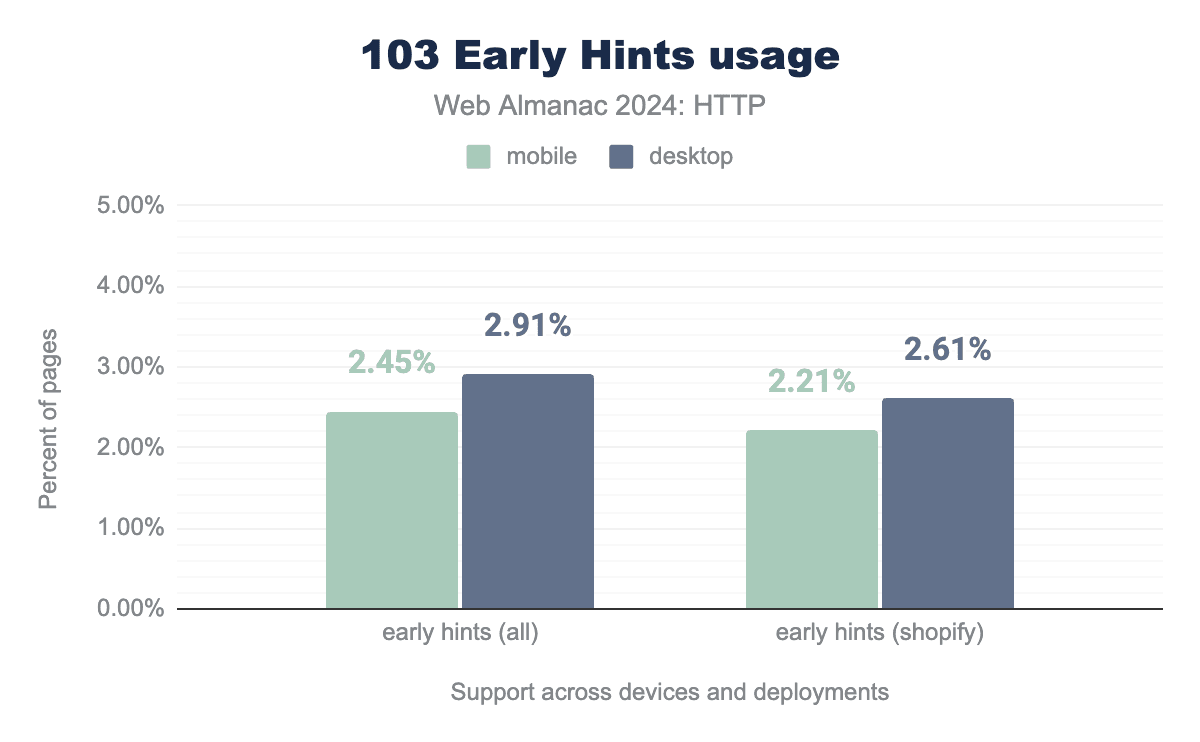 103 Early Hints usage
Web Almanac 2024: HTTP
mobile
desktop
5.00%
4.00%
3.00%
2.00%
1.00%
0.00%
Percent of pages
2.45%
2.91%
2.21%
2.61%
early hints (all)
early hints (shopify)
Support across devices and deployments